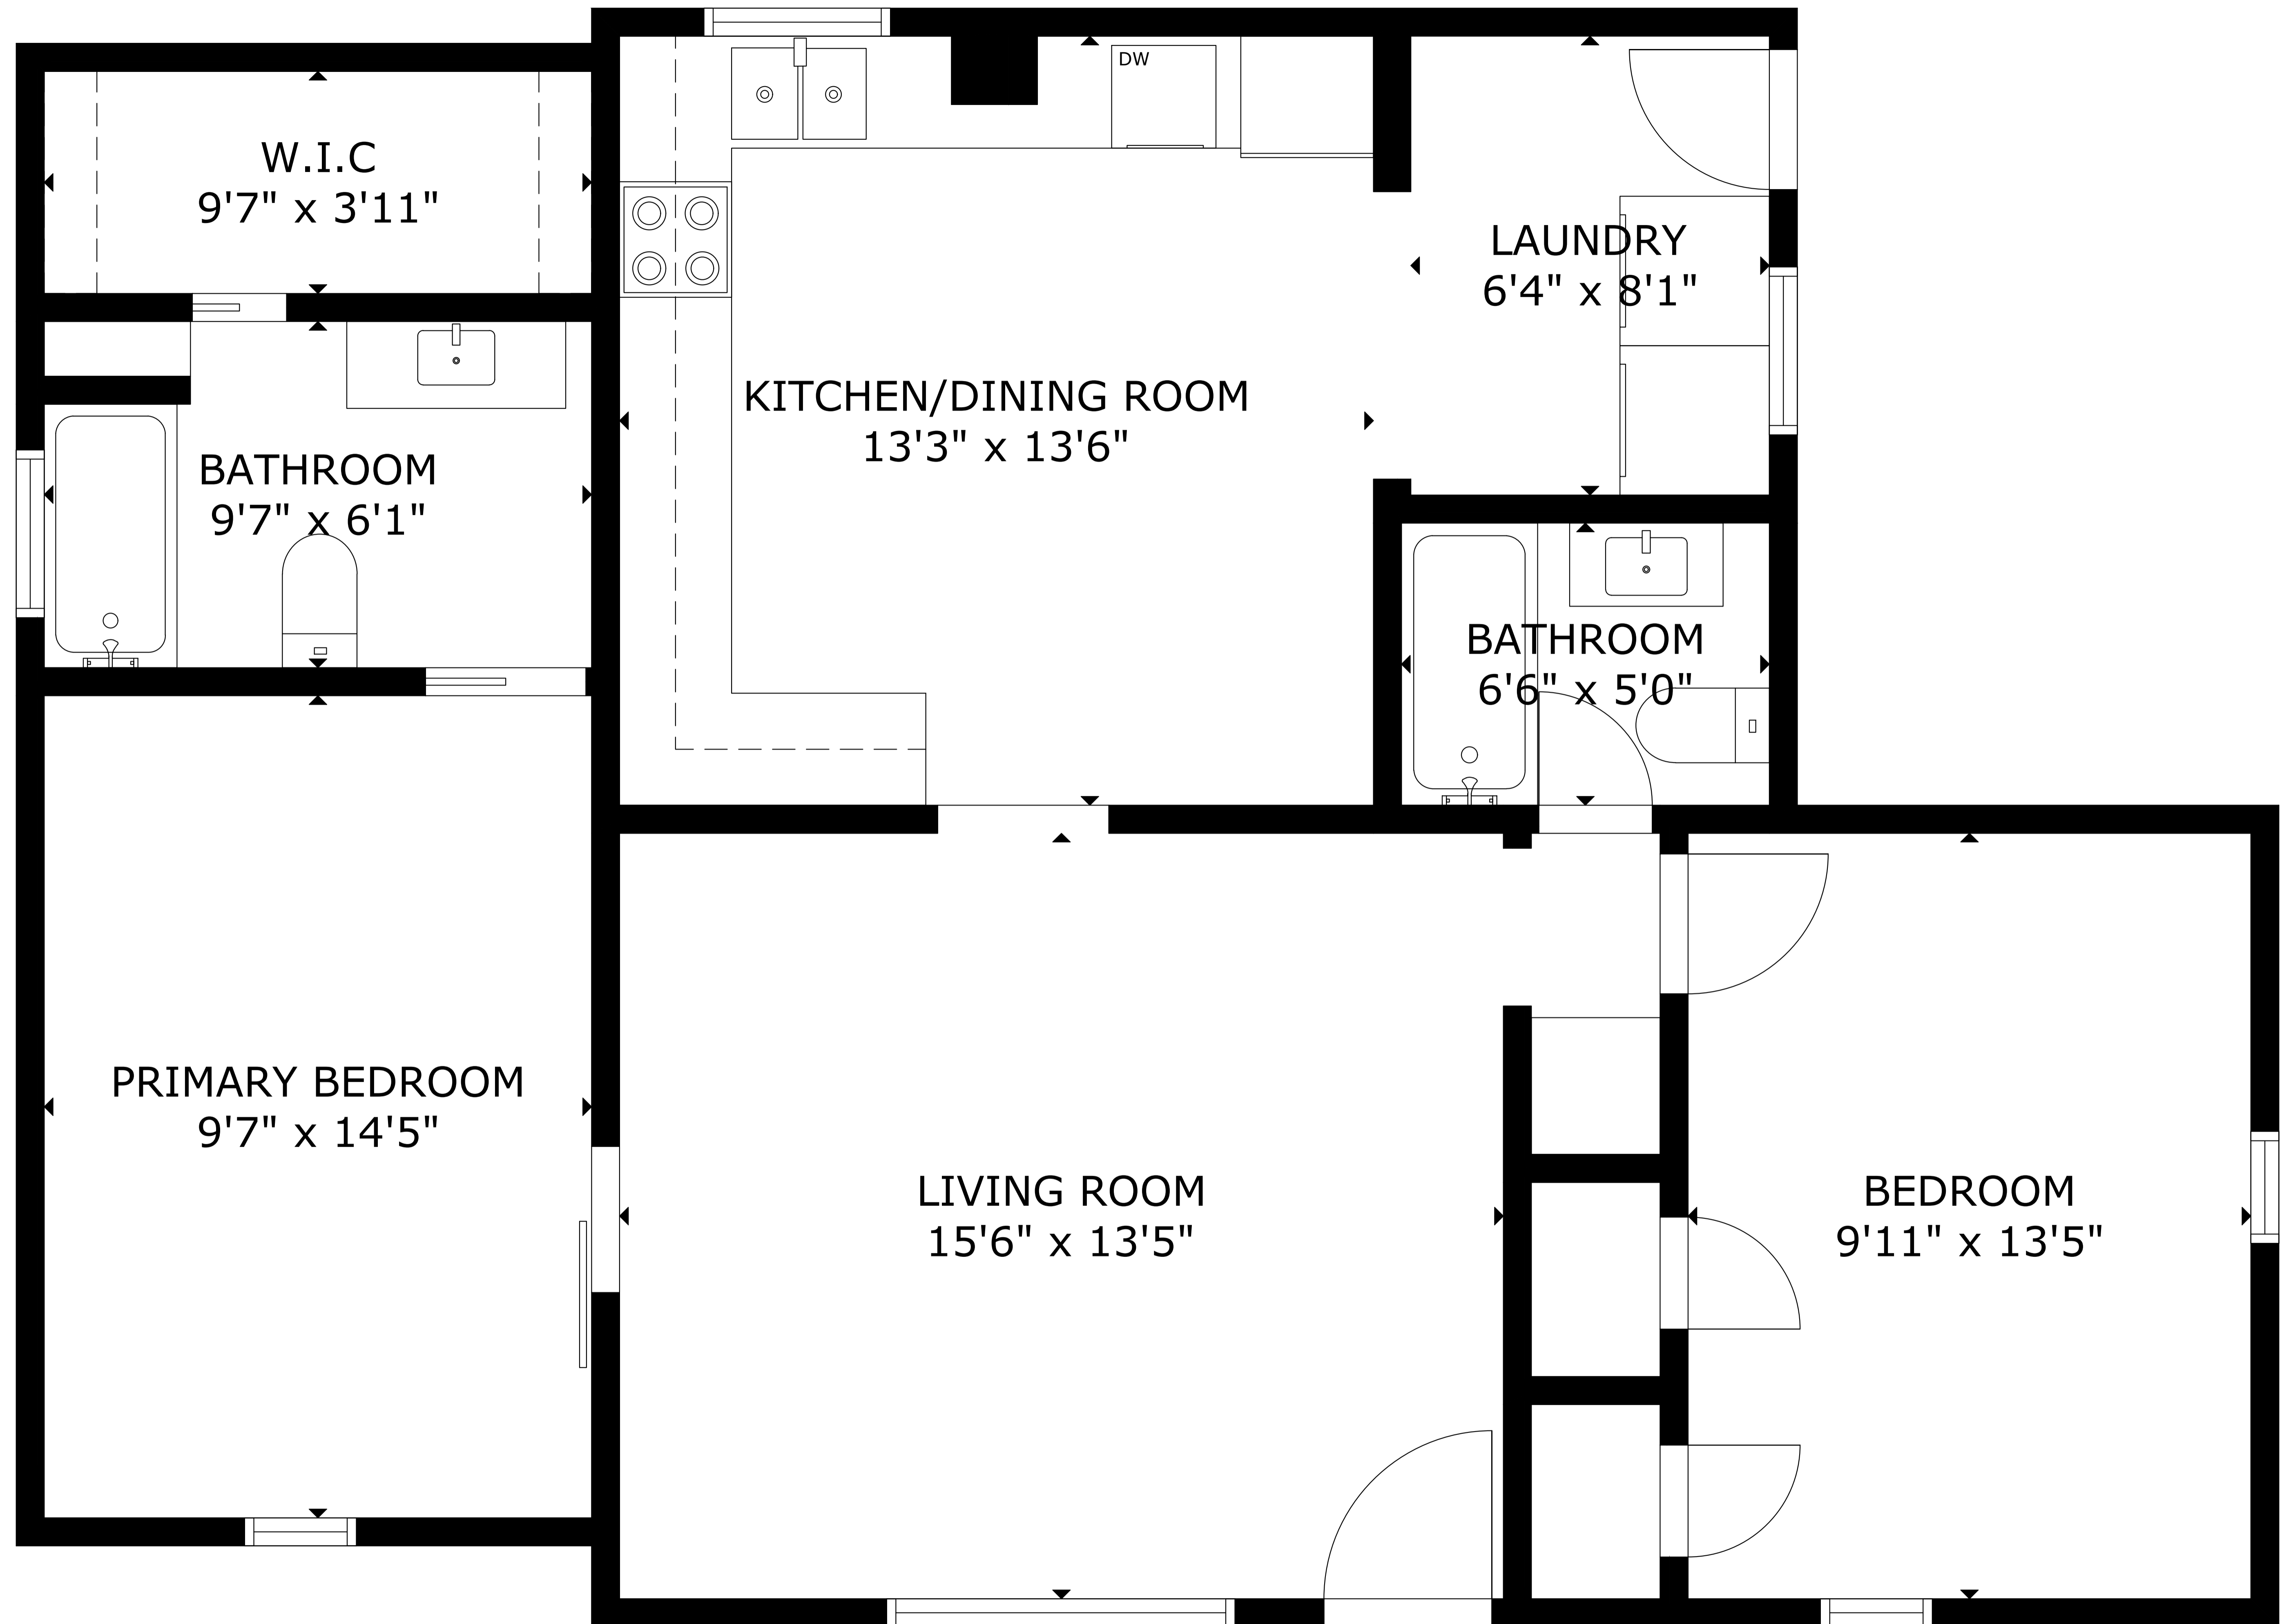 DW
W.I.C
9'7" x 3'11"
LAUNDRY
6'4" x 8'1"
KITCHEN/DINING ROOM
13'3" x 13'6"
BATHROOM
9'7" x 6'1"
BATHROOM
6'6" x 5'0"
PRIMARY BEDROOM
9'7" x 14'5"
LIVING ROOM
15'6" x 13'5"
BEDROOM
9'11" x 13'5"